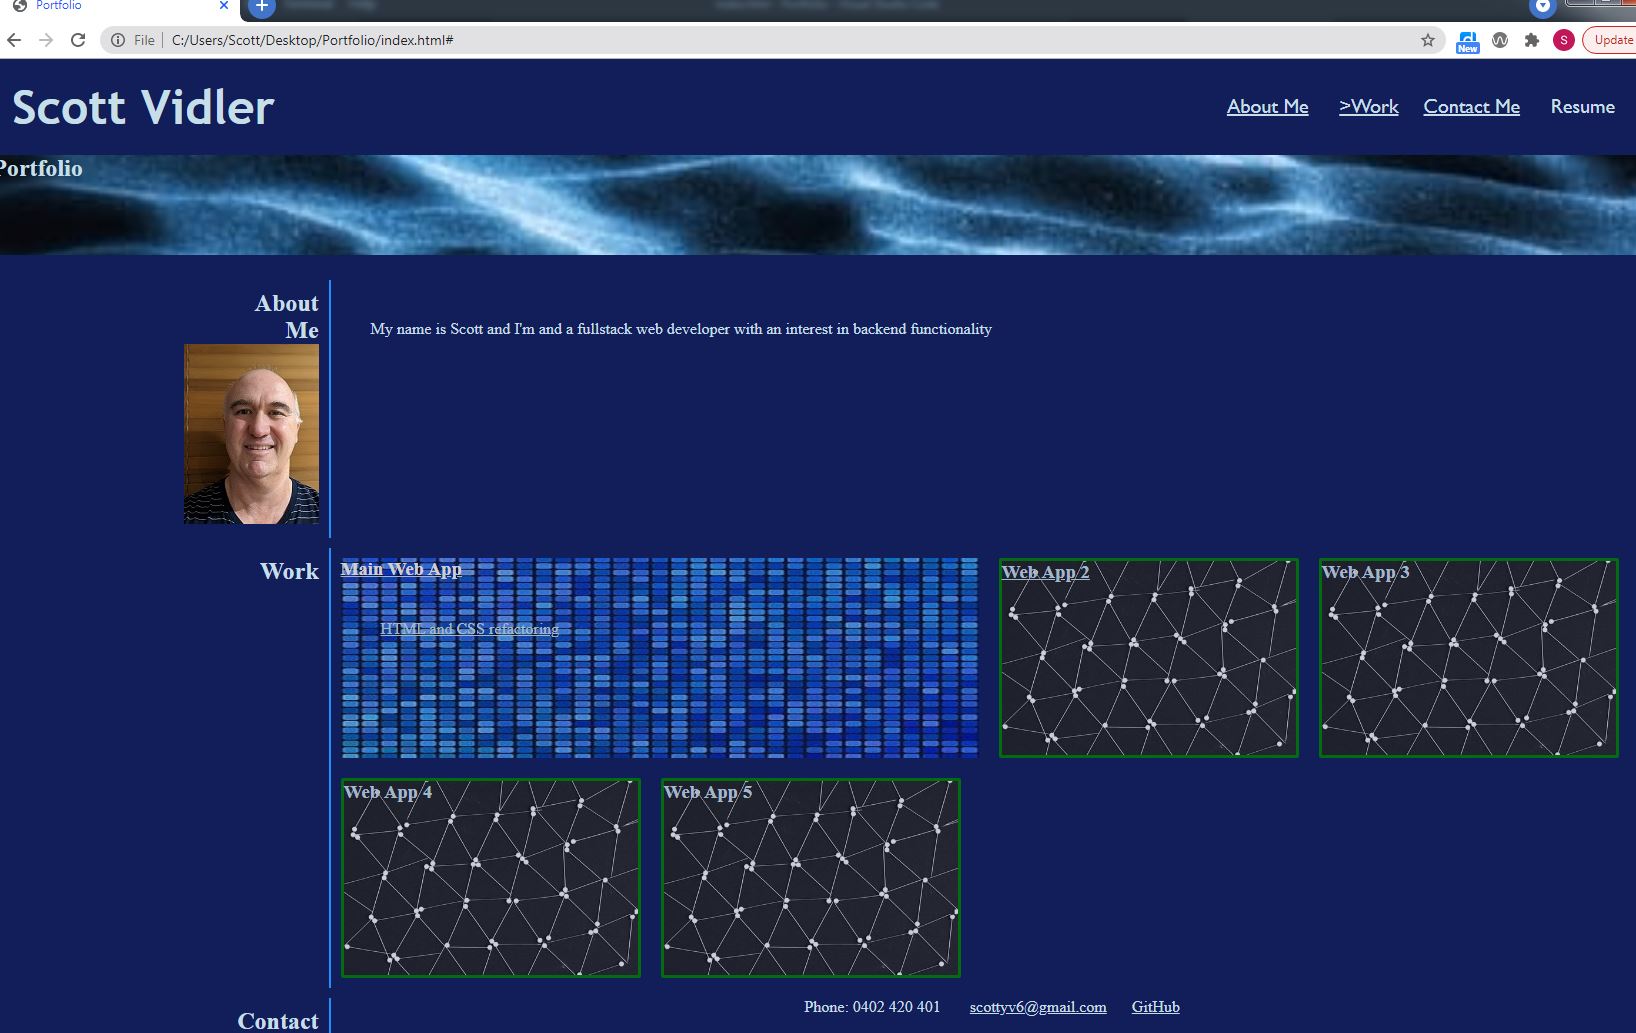 Portfolio
File
C:/Users/Scott/Desktop/Portfolio/index.html#
New
S
Update
Scott Vidler
About Me >Work Contact Me Resume
Portfolio
About
Me
My name is Scott and I'm and a fullstack web developer with an interest in backend functionality
Work
Main Web App
HTML and CSS refactoring
Web App 2
Web App 3
Web App 4
Web App 5
Contact
Phone: 0402 420 401 scottyv6@gmail.com GitHub